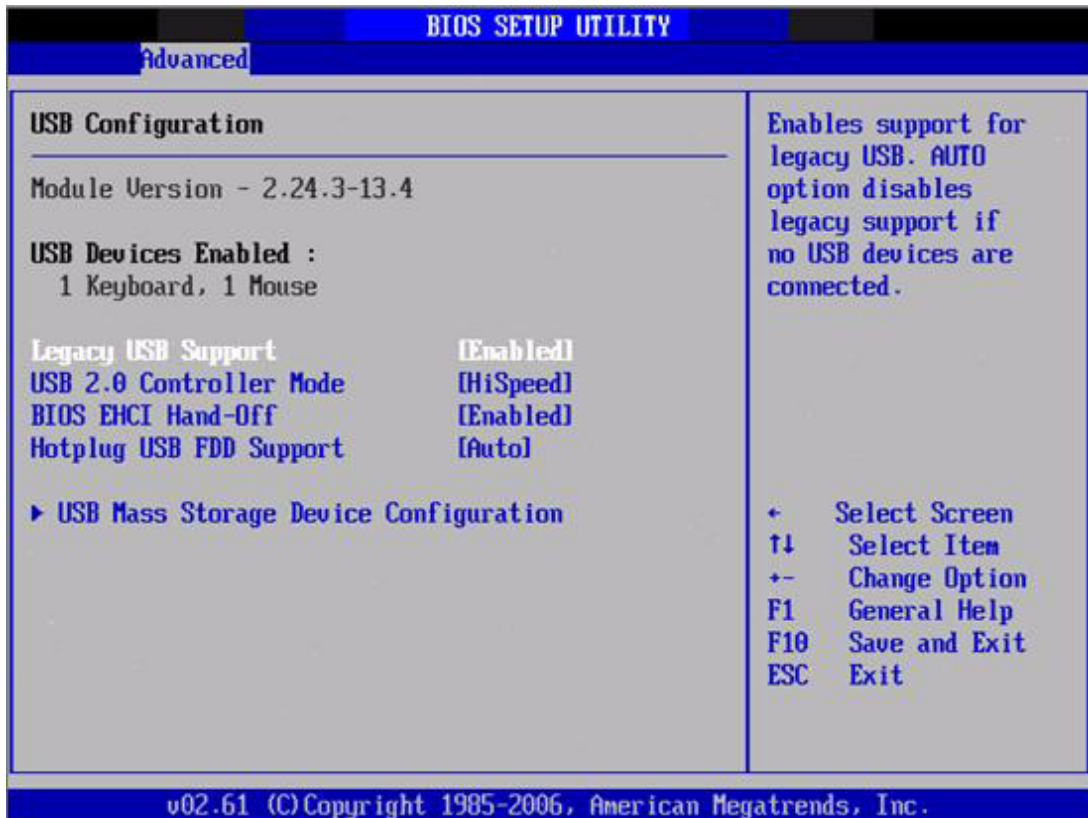 BIOS SETUP UTILITY
Advanced
USB Configuration
Module Version - 2.24.3-13.4
USB Devices Enabled :
1 Keyboard, 1 Mouse
Legacy USB Support [Enabled]
USB 2.0 Controller Mode [HiSpeed]
BIOS EHCI Hand-Off [Enabled]
Hotplug USB FDD Support [Auto]
▶ USB Mass Storage Device Configuration
Enables support for
legacy USB. AUTO
option disables
legacy support if
no USB devices are
connected.
← Select Screen
↑↓ Select Item
+- Change Option
F1 General Help
F10 Save and Exit
ESC Exit
v02.61 (C)Copyright 1985-2006, American Megatrends, Inc.